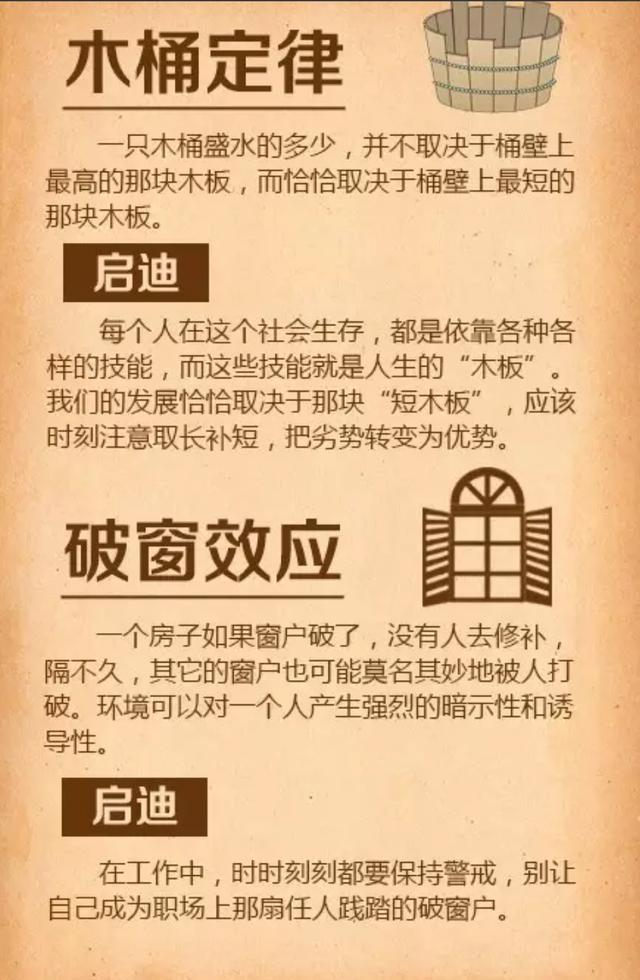 木桶定律
一只木桶盛水的多少，并不取决于桶壁上
最高的那块木板，而恰恰取决于桶壁上最短的
那块木板。
启迪
每个人在这个社会生存，都是依靠各种各
样的技能，而这些技能就是人生的“木板”。
我们的发展恰恰取决于那块“短木板”，应该
时刻注意取长补短，把劣势转变为优势。
破窗效应
一个房子如果窗户破了，没有人去修补，
隔不久，其它的窗户也可能莫名其妙地被人打
破。环境可以对一个人产生强烈的暗示性和诱
导性。
启迪
在工作中，时时刻刻都要保持警戒，别让
自己成为职场上那扇任人践踏的破窗户。